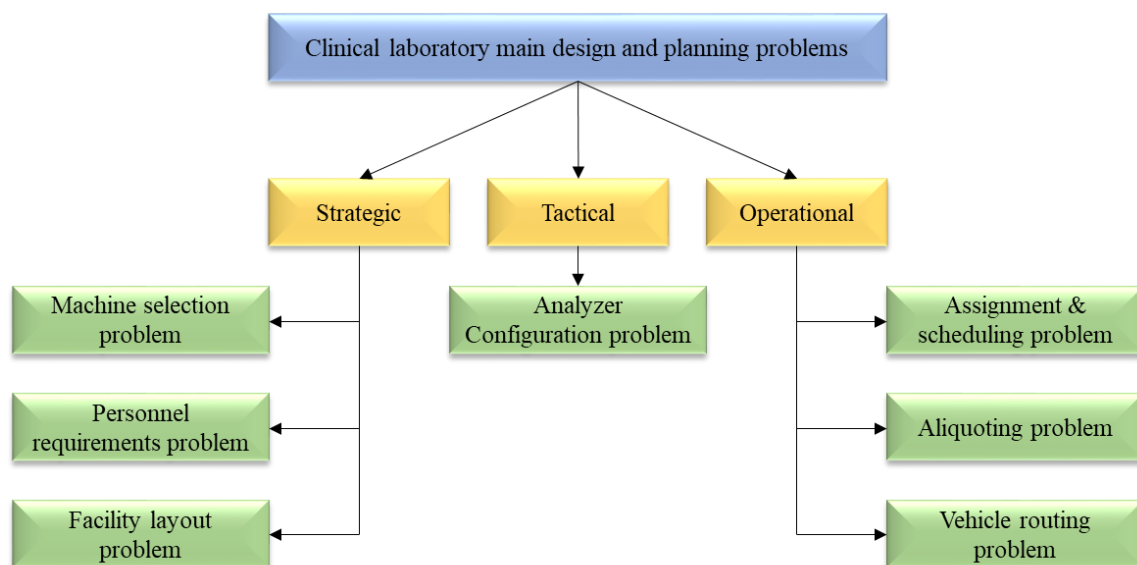 Clinical laboratory main design and planning problems
Strategic
Tactical
Operational
Machine selection
problem
Analyzer
Configuration problem
Assignment &
scheduling problem
Personnel
requirements problem
Aliquoting problem
Facility layout
problem
Vehicle routing
problem